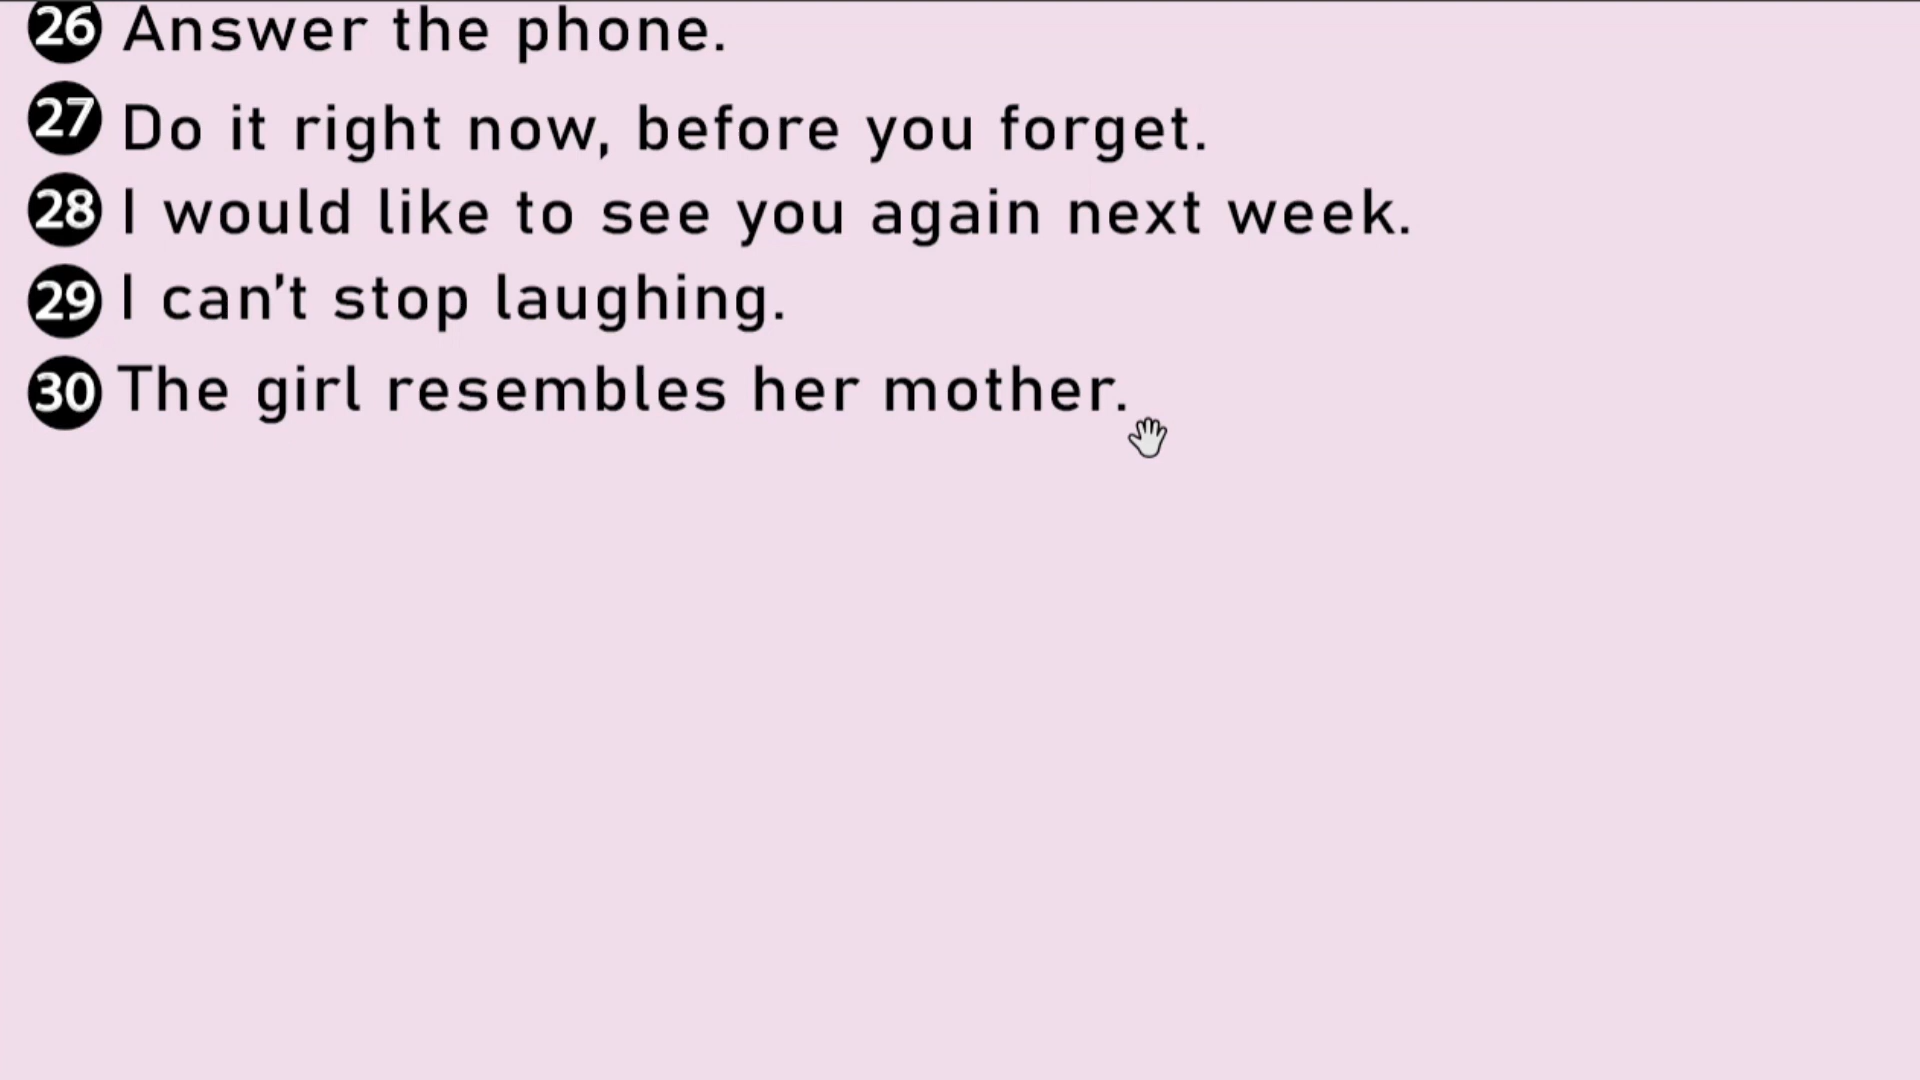 26 Answer the phone.
27 Do it right now, before you forget.
28 I would like to see you again next week.
29 I can't stop laughing.
30 The girl resembles her mother.